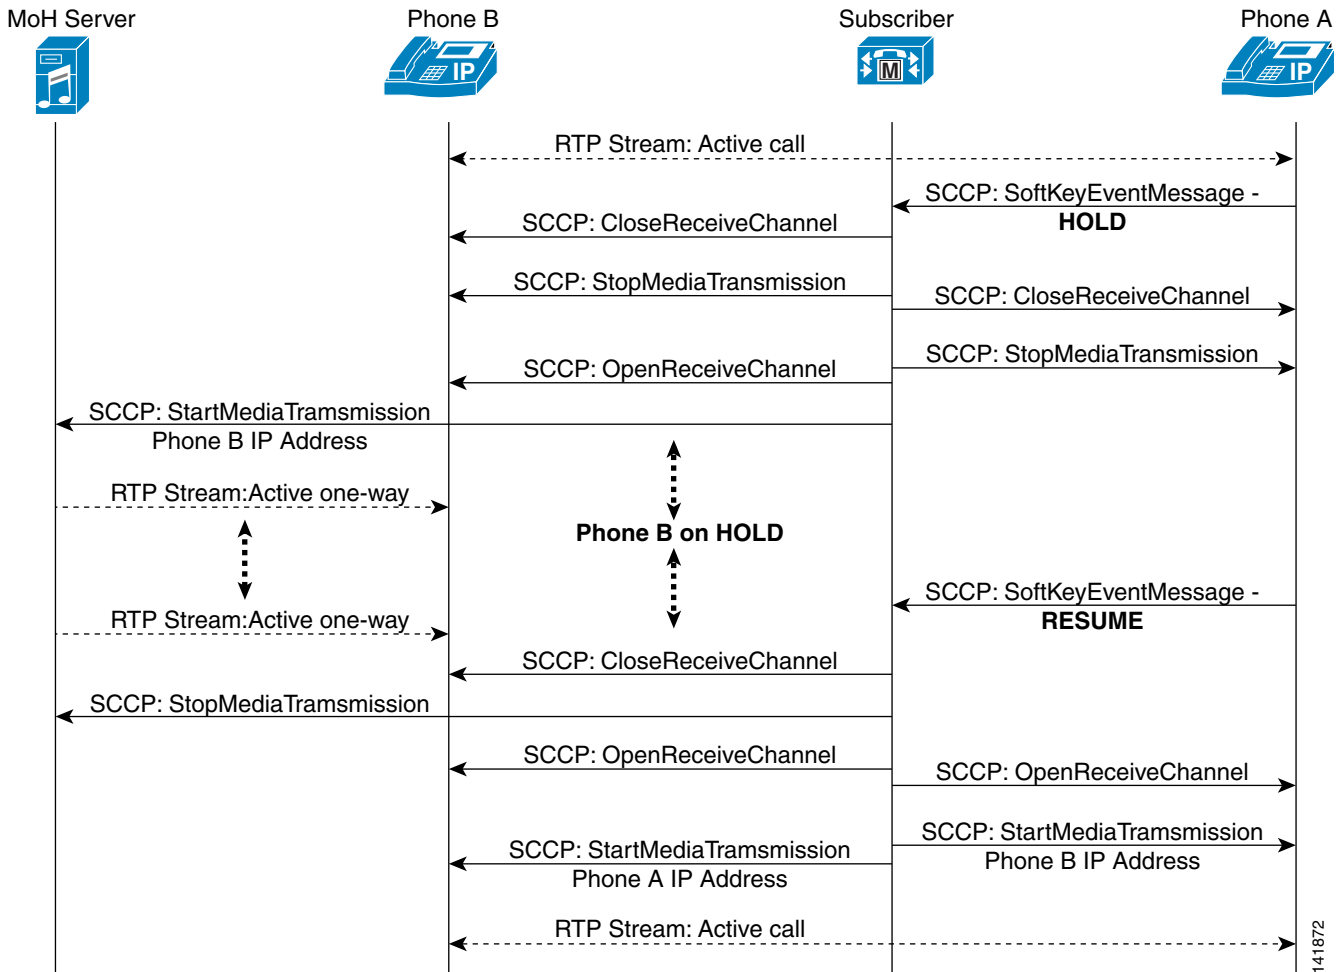 MoH Server
Phone B
Subscriber
Phone A
IP
M
IP
RTP Stream: Active call
SCCP: SoftKeyEventMessage -
HOLD
SCCP: CloseReceiveChannel
SCCP: StopMediaTransmission
SCCP: CloseReceiveChannel
SCCP: StopMediaTransmission
SCCP: OpenReceiveChannel
SCCP: StartMediaTramsmission
Phone B IP Address
RTP Stream:Active one-way
Phone B on HOLD
SCCP: SoftKeyEventMessage -
RESUME
RTP Stream:Active one-way
SCCP: CloseReceiveChannel
SCCP: StopMediaTramsmission
SCCP: OpenReceiveChannel
SCCP: OpenReceiveChannel
SCCP: StartMediaTramsmission
Phone B IP Address
SCCP: StartMediaTramsmission
Phone A IP Address
RTP Stream: Active call
141872